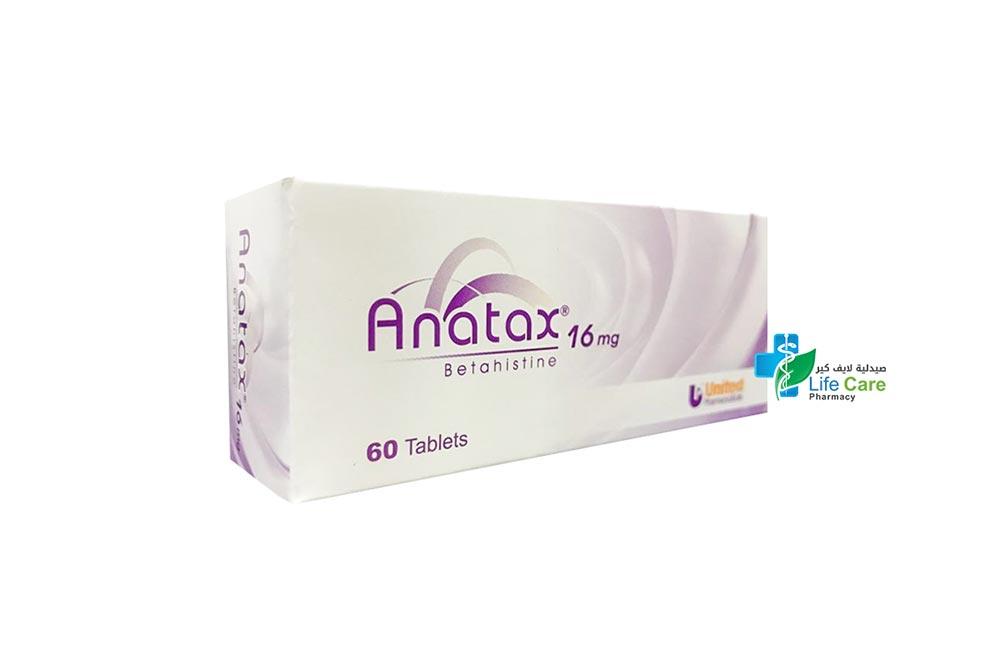 Anatax® 16 mg
Betahistine
60 Tablets
United
Pharmaceuticals
Anatax® 16 mg
Betahistine
صيدلية لايف كير
Life Care
Pharmacy